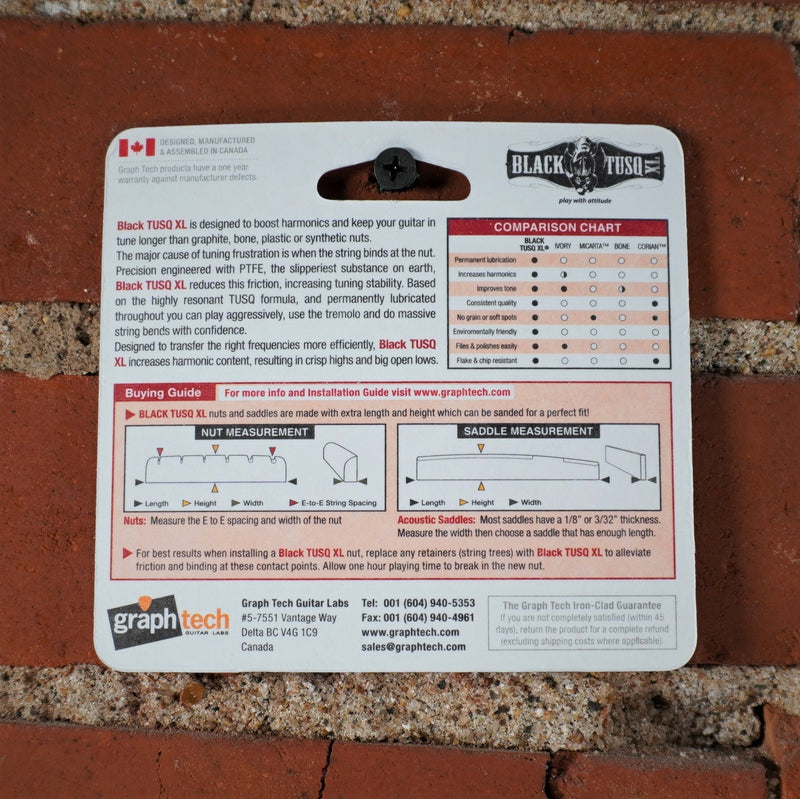 DESIGNED, MANUFACTURED
& ASSEMBLED IN CANADA
Graph Tech products have a one year
warranty against manufacturer defects.
BLACK TUSQ XL
play with attitude
Black TUSQ XL is designed to boost harmonics and keep your guitar in
tune longer than graphite, bone, plastic or synthetic nuts.
The major cause of tuning frustration is when the string binds at the nut.
Precision engineered with PTFE, the slipperiest substance on earth,
Black TUSQ XL reduces this friction, increasing tuning stability. Based
on the highly resonant TUSQ formula, and permanently lubricated
throughout you can play aggressively, use the tremolo and do massive
string bends with confidence.
Designed to transfer the right frequencies more efficiently, Black TUSQ
XL increases harmonic content, resulting in crisp highs and big open lows.
COMPARISON CHART
BLACK TUSQ XL® IVORY MICARTA™ BONE CORIAN™
Permanent lubrication
Increases harmonics
Improves tone
Consistent quality
No grain or soft spots
Enviromentally friendly
Files & polishes easily
Flake & chip resistant
Buying Guide For more info and Installation Guide visit www.graphtech.com
BLACK TUSQ XL nuts and saddles are made with extra length and height which can be sanded for a perfect fit!
NUT MEASUREMENT
Length Height Width E-to-E String Spacing
Nuts: Measure the E to E spacing and width of the nut
SADDLE MEASUREMENT
Length Height Width
Acoustic Saddles: Most saddles have a 1/8" or 3/32" thickness.
Measure the width then choose a saddle that has enough length.
For best results when installing a Black TUSQ XL nut, replace any retainers (string trees) with Black TUSQ XL to alleviate
friction and binding at these contact points. Allow one hour playing time to break in the new nut.
graph tech
GUITAR LABS
Graph Tech Guitar Labs
#5-7551 Vantage Way
Delta BC V4G 1C9
Canada
Tel: 001 (604) 940-5353
Fax: 001 (604) 940-4961
www.graphtech.com
sales@graphtech.com
The Graph Tech Iron-Clad Guarantee
If you are not completely satisfied (within 45
days), return the product for a complete refund
(excluding shipping costs where applicable)